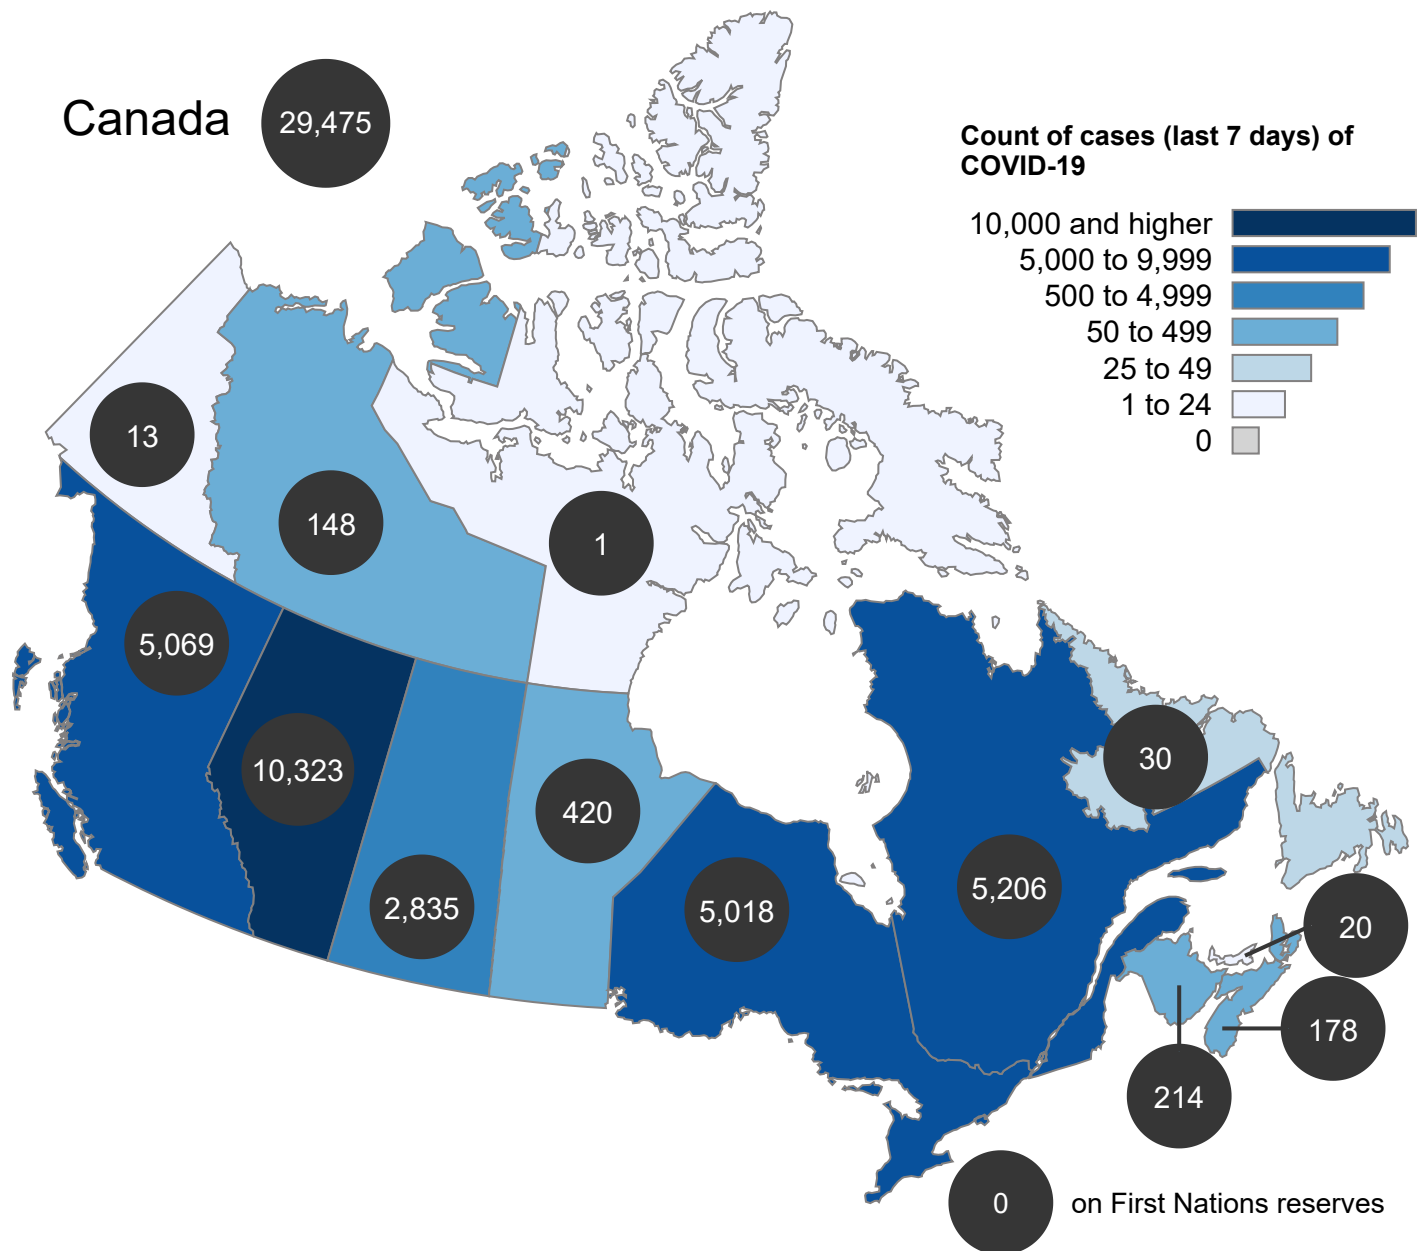 Canada
29,475
Count of cases (last 7 days) of
COVID-19
10,000 and higher
5,000 to 9,999
500 to 4,999
50 to 499
25 to 49
1 to 24
0
13
148
1
5,069
10,323
2,835
420
5,018
5,206
30
20
178
214
0
on First Nations reserves